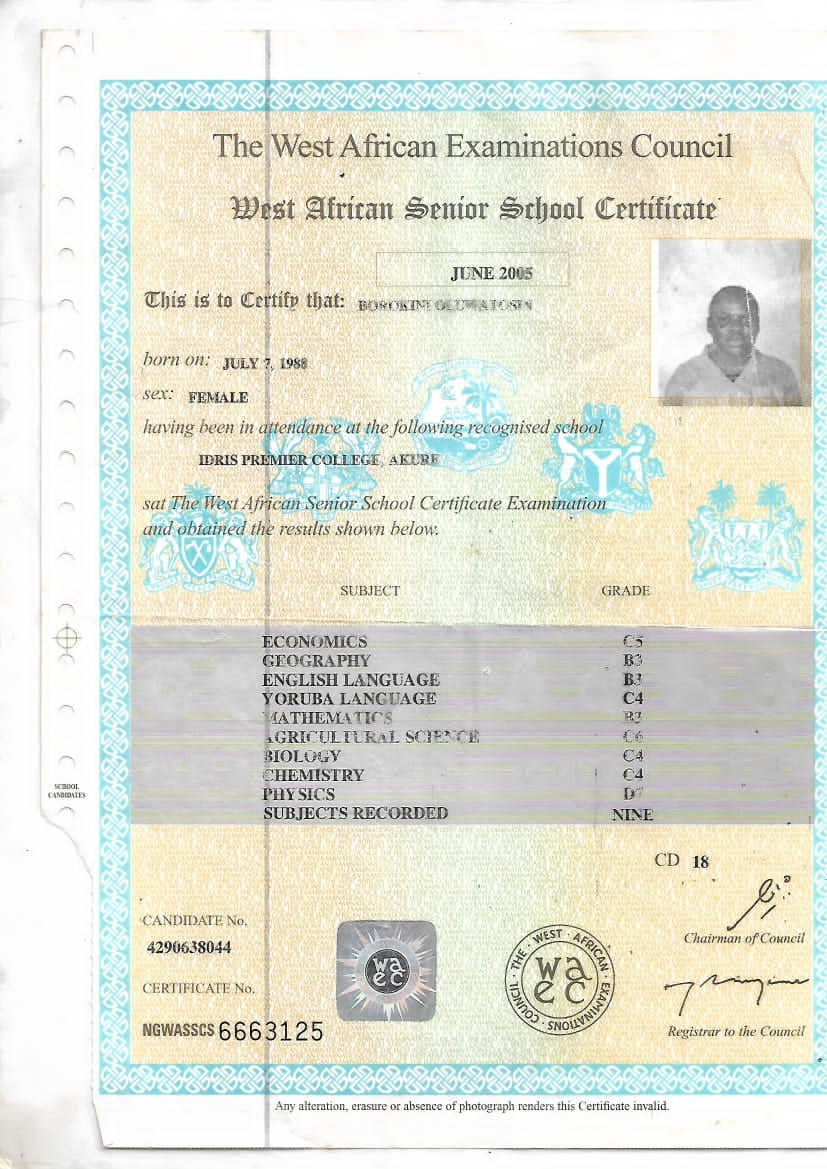 The West African Examinations Council
West African Senior School Certificate
JUNE 2005
This is to Certify that: BOROKINI OLUWATOSIN
born on: JULY 7, 1988
sex: FEMALE
having been in attendance at the following recognised school
IDRIS PREMIER COLLEGE, AKURE
sat The West African Senior School Certificate Examination
and obtained the results shown below.
SUBJECT GRADE
ECONOMICS C5
GEOGRAPHY B3
ENGLISH LANGUAGE B3
YORUBA LANGUAGE C4
MATHEMATICS B3
AGRICULTURAL SCIENCE C6
BIOLOGY C4
CHEMISTRY C4
PHYSICS D7
SUBJECTS RECORDED NINE
SCHOOL
CANDIDATES
CD 18
Chairman of Council
CANDIDATE No.
4290638044
CERTIFICATE No.
NGWASSCS 6663125
waec
THE WEST AFRICAN EXAMINATIONS COUNCIL
waec
Registrar to the Council
Any alteration, erasure or absence of photograph renders this Certificate invalid.